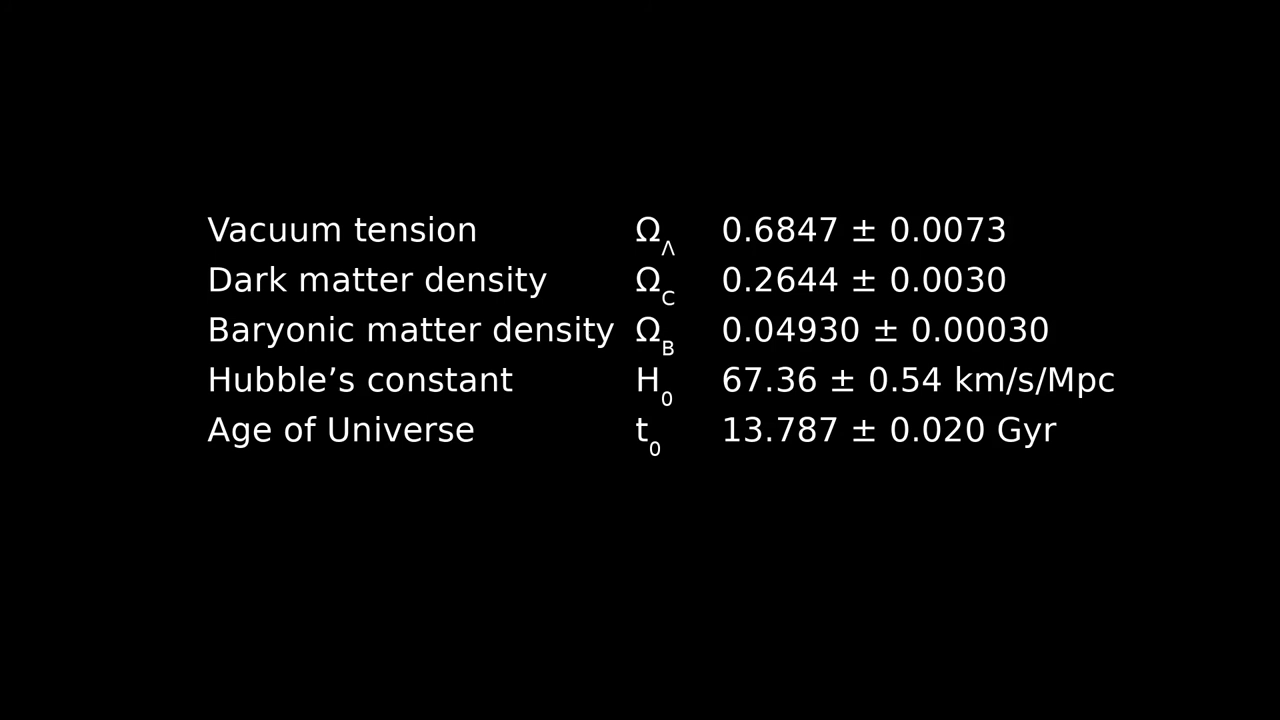 Vacuum tension Ω_Λ 0.6847 ± 0.0073
Dark matter density Ω_C 0.2644 ± 0.0030
Baryonic matter density Ω_B 0.04930 ± 0.00030
Hubble’s constant H_0 67.36 ± 0.54 km/s/Mpc
Age of Universe t_0 13.787 ± 0.020 Gyr